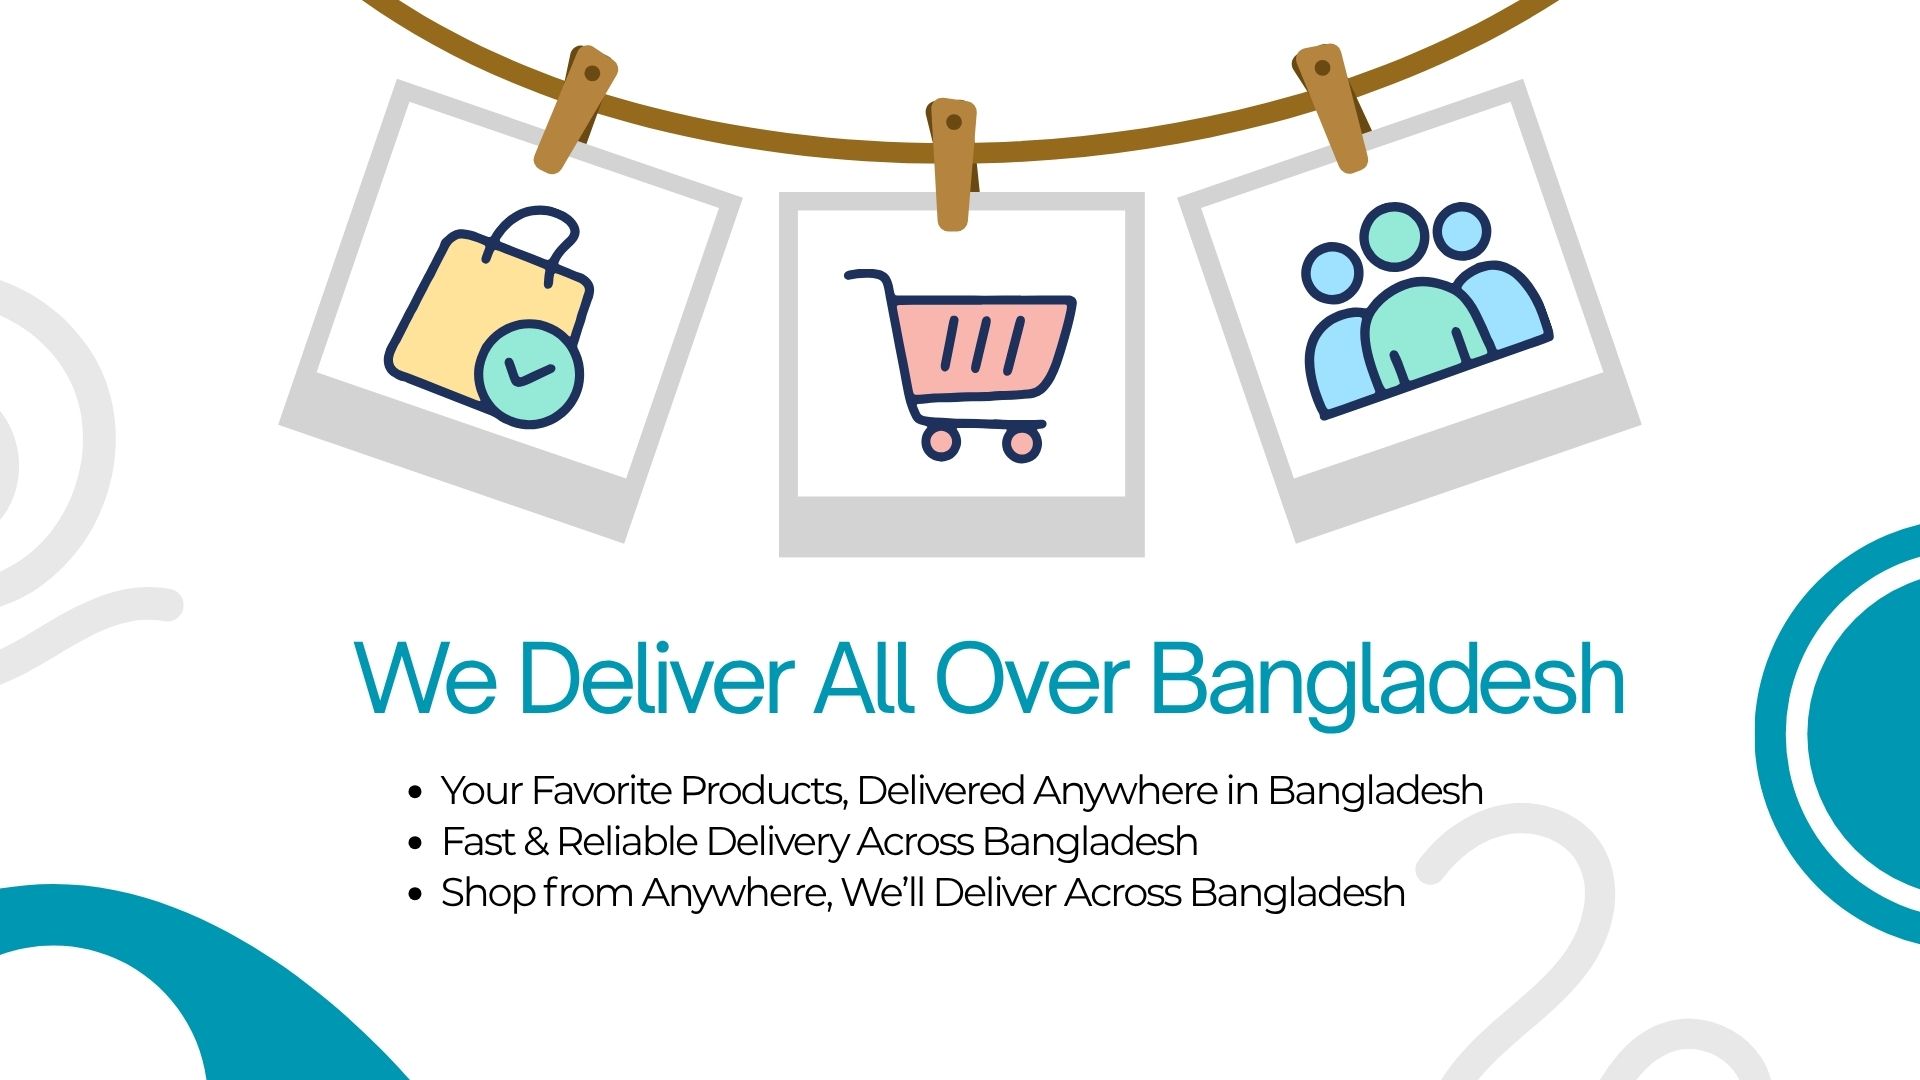 We Deliver All Over Bangladesh
• Your Favorite Products, Delivered Anywhere in Bangladesh
• Fast & Reliable Delivery Across Bangladesh
• Shop from Anywhere, We’ll Deliver Across Bangladesh